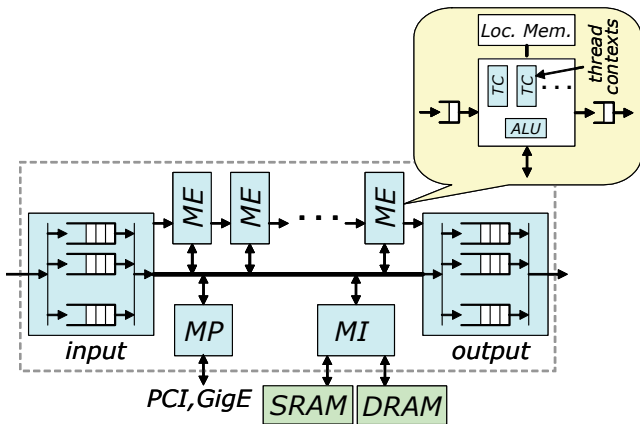 Loc. Mem.
thread
contexts
TC
TC
. . .
ALU
ME
ME
. . .
ME
input
MP
MI
output
PCI,GigE
SRAM
DRAM